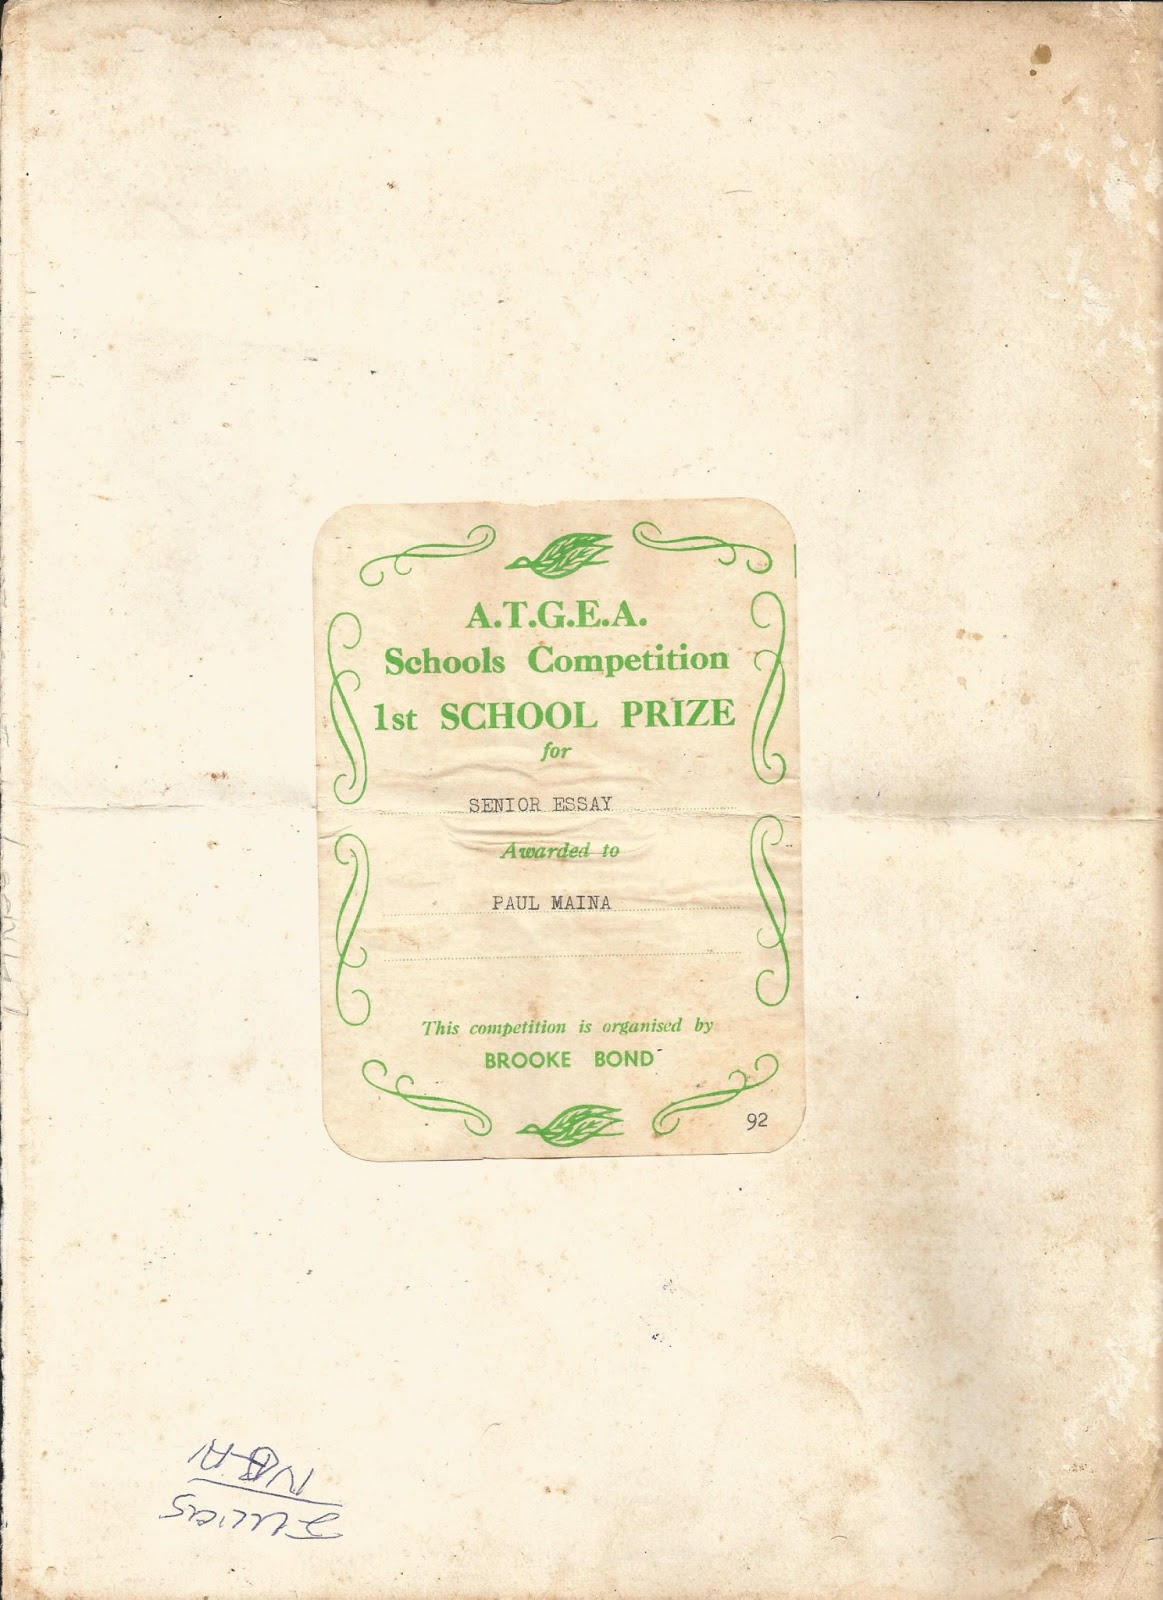 A.T.G.E.A.
Schools Competition
1st SCHOOL PRIZE
for
SENIOR ESSAY
Awarded to
PAUL MAINA
This competition is organised by
BROOKE BOND
92